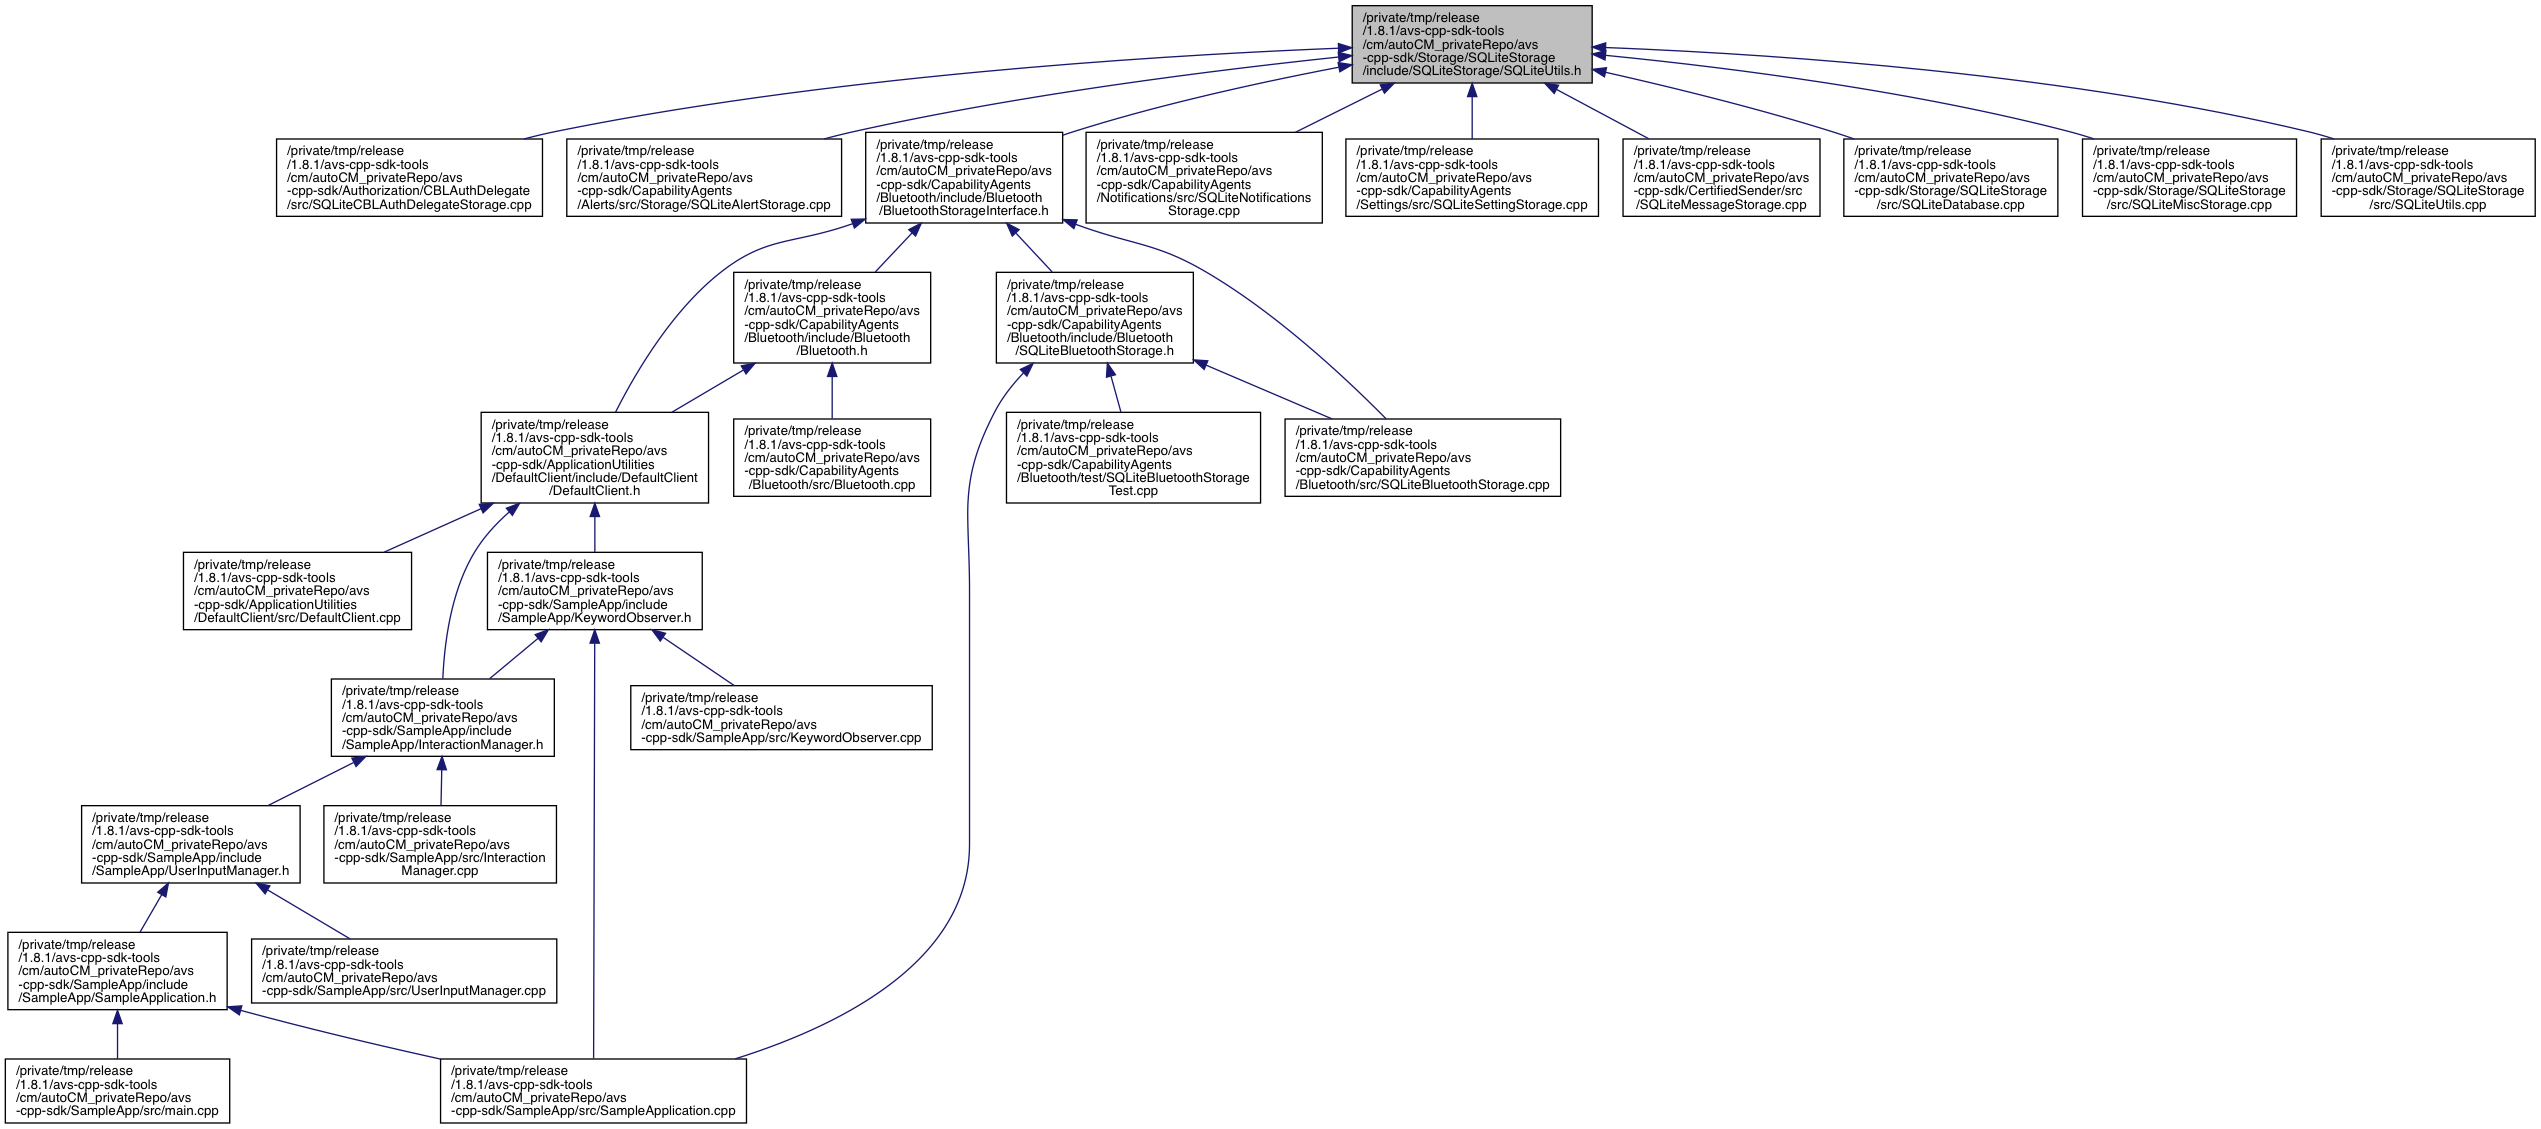 /private/tmp/release
/1.8.1/avs-cpp-sdk-tools
/cm/autoCM_privateRepo/avs
-cpp-sdk/Storage/SQLiteStorage
/include/SQLiteStorage/SQLiteUtils.h
/private/tmp/release
/1.8.1/avs-cpp-sdk-tools
/cm/autoCM_privateRepo/avs
-cpp-sdk/Authorization/CBLAuthDelegate
/src/SQLiteCBLAuthDelegateStorage.cpp
/private/tmp/release
/1.8.1/avs-cpp-sdk-tools
/cm/autoCM_privateRepo/avs
-cpp-sdk/CapabilityAgents
/Alerts/src/Storage/SQLiteAlertStorage.cpp
/private/tmp/release
/1.8.1/avs-cpp-sdk-tools
/cm/autoCM_privateRepo/avs
-cpp-sdk/CapabilityAgents
/Bluetooth/include/Bluetooth
/BluetoothStorageInterface.h
/private/tmp/release
/1.8.1/avs-cpp-sdk-tools
/cm/autoCM_privateRepo/avs
-cpp-sdk/CapabilityAgents
/Notifications/src/SQLiteNotifications
Storage.cpp
/private/tmp/release
/1.8.1/avs-cpp-sdk-tools
/cm/autoCM_privateRepo/avs
-cpp-sdk/CapabilityAgents
/Settings/src/SQLiteSettingStorage.cpp
/private/tmp/release
/1.8.1/avs-cpp-sdk-tools
/cm/autoCM_privateRepo/avs
-cpp-sdk/CertifiedSender/src
/SQLiteMessageStorage.cpp
/private/tmp/release
/1.8.1/avs-cpp-sdk-tools
/cm/autoCM_privateRepo/avs
-cpp-sdk/Storage/SQLiteStorage
/src/SQLiteDatabase.cpp
/private/tmp/release
/1.8.1/avs-cpp-sdk-tools
/cm/autoCM_privateRepo/avs
-cpp-sdk/Storage/SQLiteStorage
/src/SQLiteMiscStorage.cpp
/private/tmp/release
/1.8.1/avs-cpp-sdk-tools
/cm/autoCM_privateRepo/avs
-cpp-sdk/Storage/SQLiteStorage
/src/SQLiteUtils.cpp
/private/tmp/release
/1.8.1/avs-cpp-sdk-tools
/cm/autoCM_privateRepo/avs
-cpp-sdk/CapabilityAgents
/Bluetooth/include/Bluetooth
/Bluetooth.h
/private/tmp/release
/1.8.1/avs-cpp-sdk-tools
/cm/autoCM_privateRepo/avs
-cpp-sdk/CapabilityAgents
/Bluetooth/include/Bluetooth
/SQLiteBluetoothStorage.h
/private/tmp/release
/1.8.1/avs-cpp-sdk-tools
/cm/autoCM_privateRepo/avs
-cpp-sdk/ApplicationUtilities
/DefaultClient/include/DefaultClient
/DefaultClient.h
/private/tmp/release
/1.8.1/avs-cpp-sdk-tools
/cm/autoCM_privateRepo/avs
-cpp-sdk/CapabilityAgents
/Bluetooth/src/Bluetooth.cpp
/private/tmp/release
/1.8.1/avs-cpp-sdk-tools
/cm/autoCM_privateRepo/avs
-cpp-sdk/CapabilityAgents
/Bluetooth/test/SQLiteBluetoothStorage
Test.cpp
/private/tmp/release
/1.8.1/avs-cpp-sdk-tools
/cm/autoCM_privateRepo/avs
-cpp-sdk/CapabilityAgents
/Bluetooth/src/SQLiteBluetoothStorage.cpp
/private/tmp/release
/1.8.1/avs-cpp-sdk-tools
/cm/autoCM_privateRepo/avs
-cpp-sdk/ApplicationUtilities
/DefaultClient/src/DefaultClient.cpp
/private/tmp/release
/1.8.1/avs-cpp-sdk-tools
/cm/autoCM_privateRepo/avs
-cpp-sdk/SampleApp/include
/SampleApp/KeywordObserver.h
/private/tmp/release
/1.8.1/avs-cpp-sdk-tools
/cm/autoCM_privateRepo/avs
-cpp-sdk/SampleApp/include
/SampleApp/InteractionManager.h
/private/tmp/release
/1.8.1/avs-cpp-sdk-tools
/cm/autoCM_privateRepo/avs
-cpp-sdk/SampleApp/src/KeywordObserver.cpp
/private/tmp/release
/1.8.1/avs-cpp-sdk-tools
/cm/autoCM_privateRepo/avs
-cpp-sdk/SampleApp/include
/SampleApp/UserInputManager.h
/private/tmp/release
/1.8.1/avs-cpp-sdk-tools
/cm/autoCM_privateRepo/avs
-cpp-sdk/SampleApp/src/Interaction
Manager.cpp
/private/tmp/release
/1.8.1/avs-cpp-sdk-tools
/cm/autoCM_privateRepo/avs
-cpp-sdk/SampleApp/include
/SampleApp/SampleApplication.h
/private/tmp/release
/1.8.1/avs-cpp-sdk-tools
/cm/autoCM_privateRepo/avs
-cpp-sdk/SampleApp/src/UserInputManager.cpp
/private/tmp/release
/1.8.1/avs-cpp-sdk-tools
/cm/autoCM_privateRepo/avs
-cpp-sdk/SampleApp/src/main.cpp
/private/tmp/release
/1.8.1/avs-cpp-sdk-tools
/cm/autoCM_privateRepo/avs
-cpp-sdk/SampleApp/src/SampleApplication.cpp